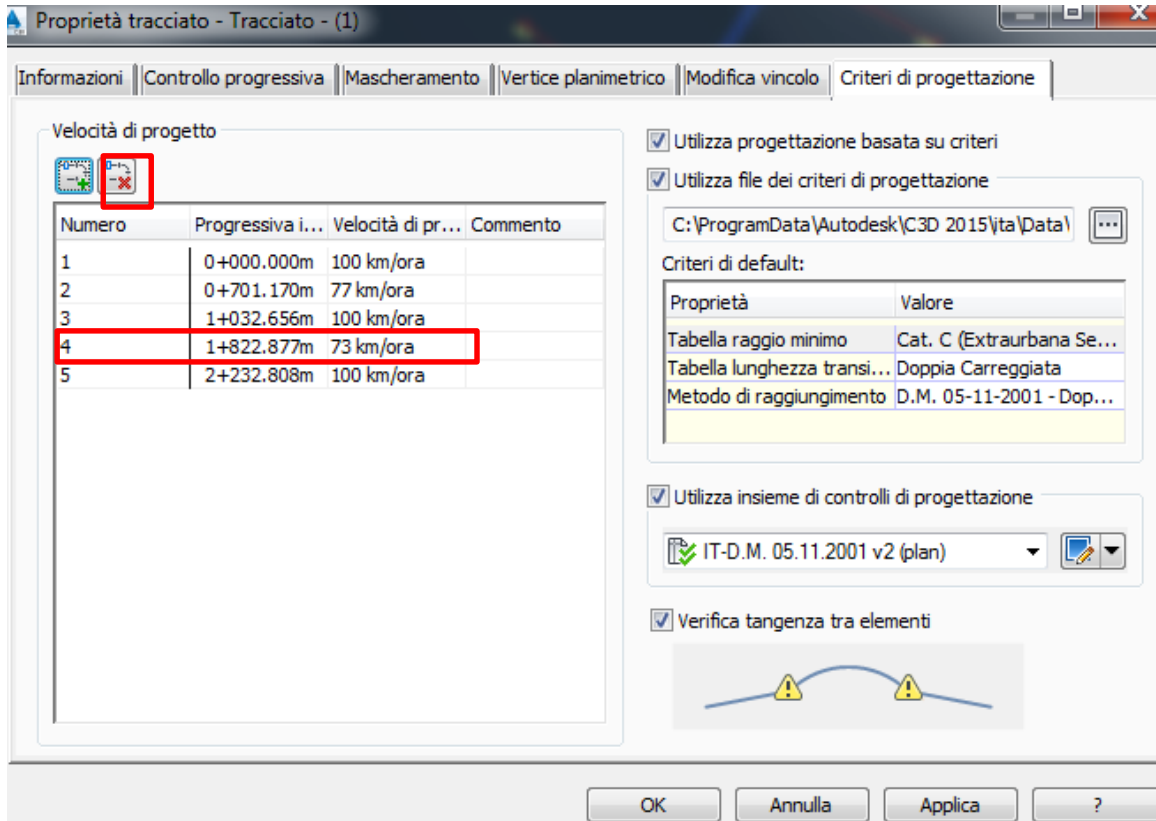 Proprietà tracciato - Tracciato - (1)
Informazioni Controllo progressiva Mascheramento Vertice planimetrico Modifica vincolo Criteri di progettazione
Velocità di progetto
Numero Progressiva i... Velocità di pr... Commento
1 0+000.000m 100 km/ora
2 0+701.170m 77 km/ora
3 1+032.656m 100 km/ora
4 1+822.877m 73 km/ora
5 2+232.808m 100 km/ora
Utilizza progettazione basata su criteri
Utilizza file dei criteri di progettazione
C:\ProgramData\Autodesk\C3D 2015\ita\Data\ ...
Criteri di default:
Proprietà Valore
Tabella raggio minimo Cat. C (Extraurbana Se...
Tabella lunghezza transi... Doppia Carreggiata
Metodo di raggiungimento D.M. 05-11-2001 - Dop...
Utilizza insieme di controlli di progettazione
IT-D.M. 05.11.2001 v2 (plan)
Verifica tangenza tra elementi
OK Annulla Applica ?